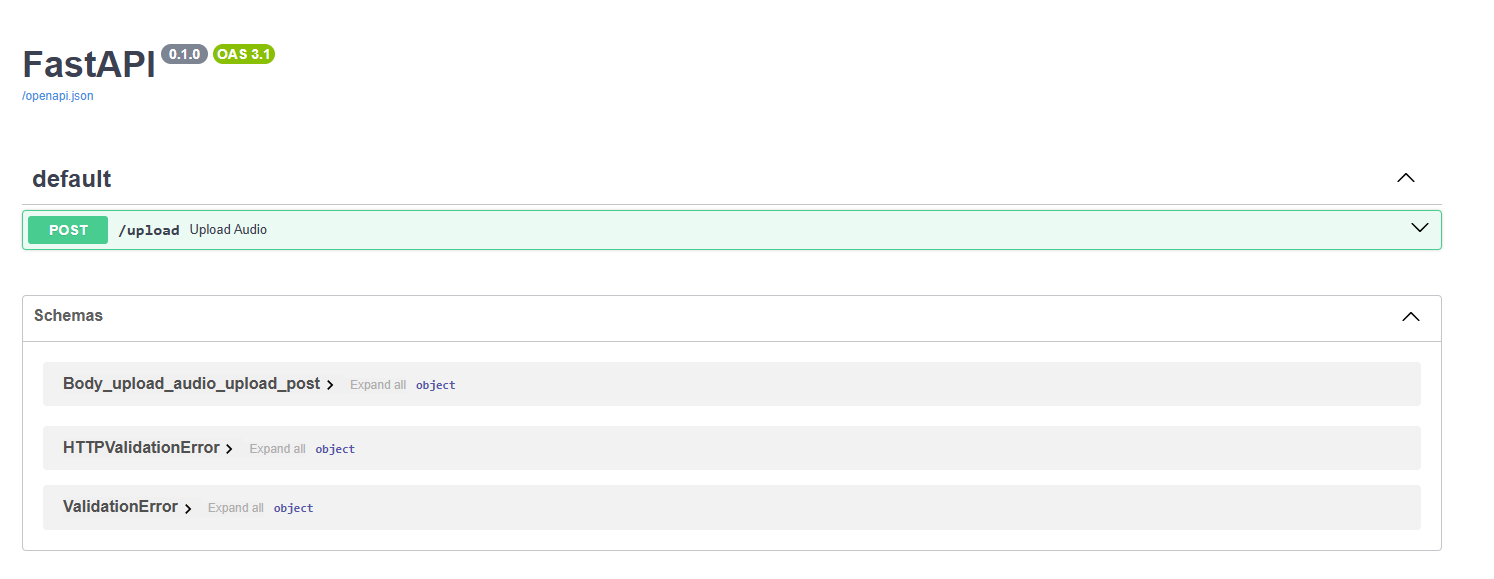 FastAPI 0.1.0 OAS 3.1
/openapi.json
default
POST /upload Upload Audio
Schemas
Body_upload_audio_upload_post Expand all object
HTTPValidationError Expand all object
ValidationError Expand all object